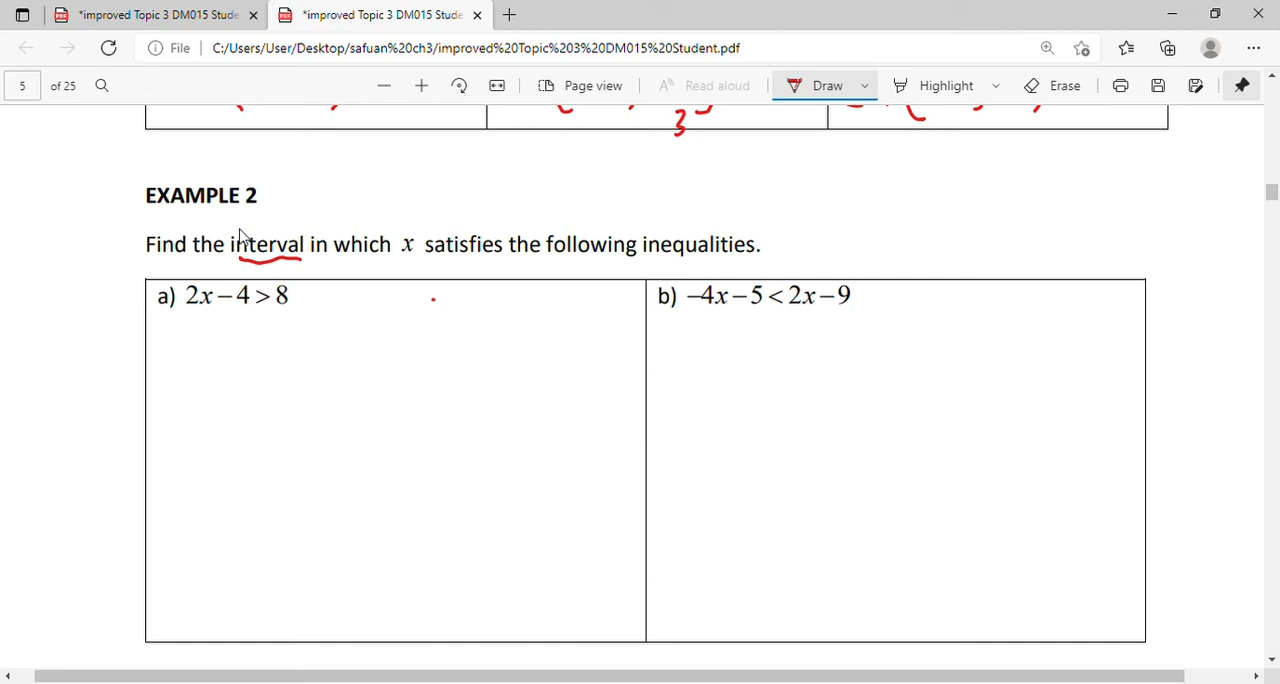 *improved Topic 3 DM015 Stude
*improved Topic 3 DM015 Stude
File
C:/Users/User/Desktop/safuan%20ch3/improved%20Topic%203%20DM015%20Student.pdf
5 of 25
Page view
Read aloud
Draw
Highlight
Erase
3
EXAMPLE 2
Find the interval in which x satisfies the following inequalities.
a) 2x − 4 > 8
b) −4x − 5 < 2x − 9